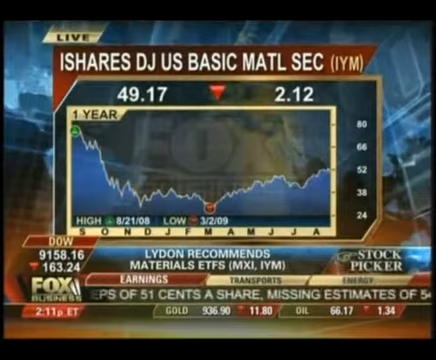 LIVE
ISHARES DJ US BASIC MATL SEC (IYM)
49.17 2.12
1 YEAR
80
66
52
38
24
HIGH 8/21/08 LOW 3/2/09
S O N D J F M A M J J A
DOW
9158.16
163.24
LYDON RECOMMENDS
MATERIALS ETFS (MXI, IYM)
STOCK
PICKER
EARNINGS TRANSPORTS ENERGY
FOX
BUSINESS
EPS OF 51 CENTS A SHARE, MISSING ESTIMATES OF 54
2:11p ET GOLD 936.90 11.80 OIL 66.17 1.34